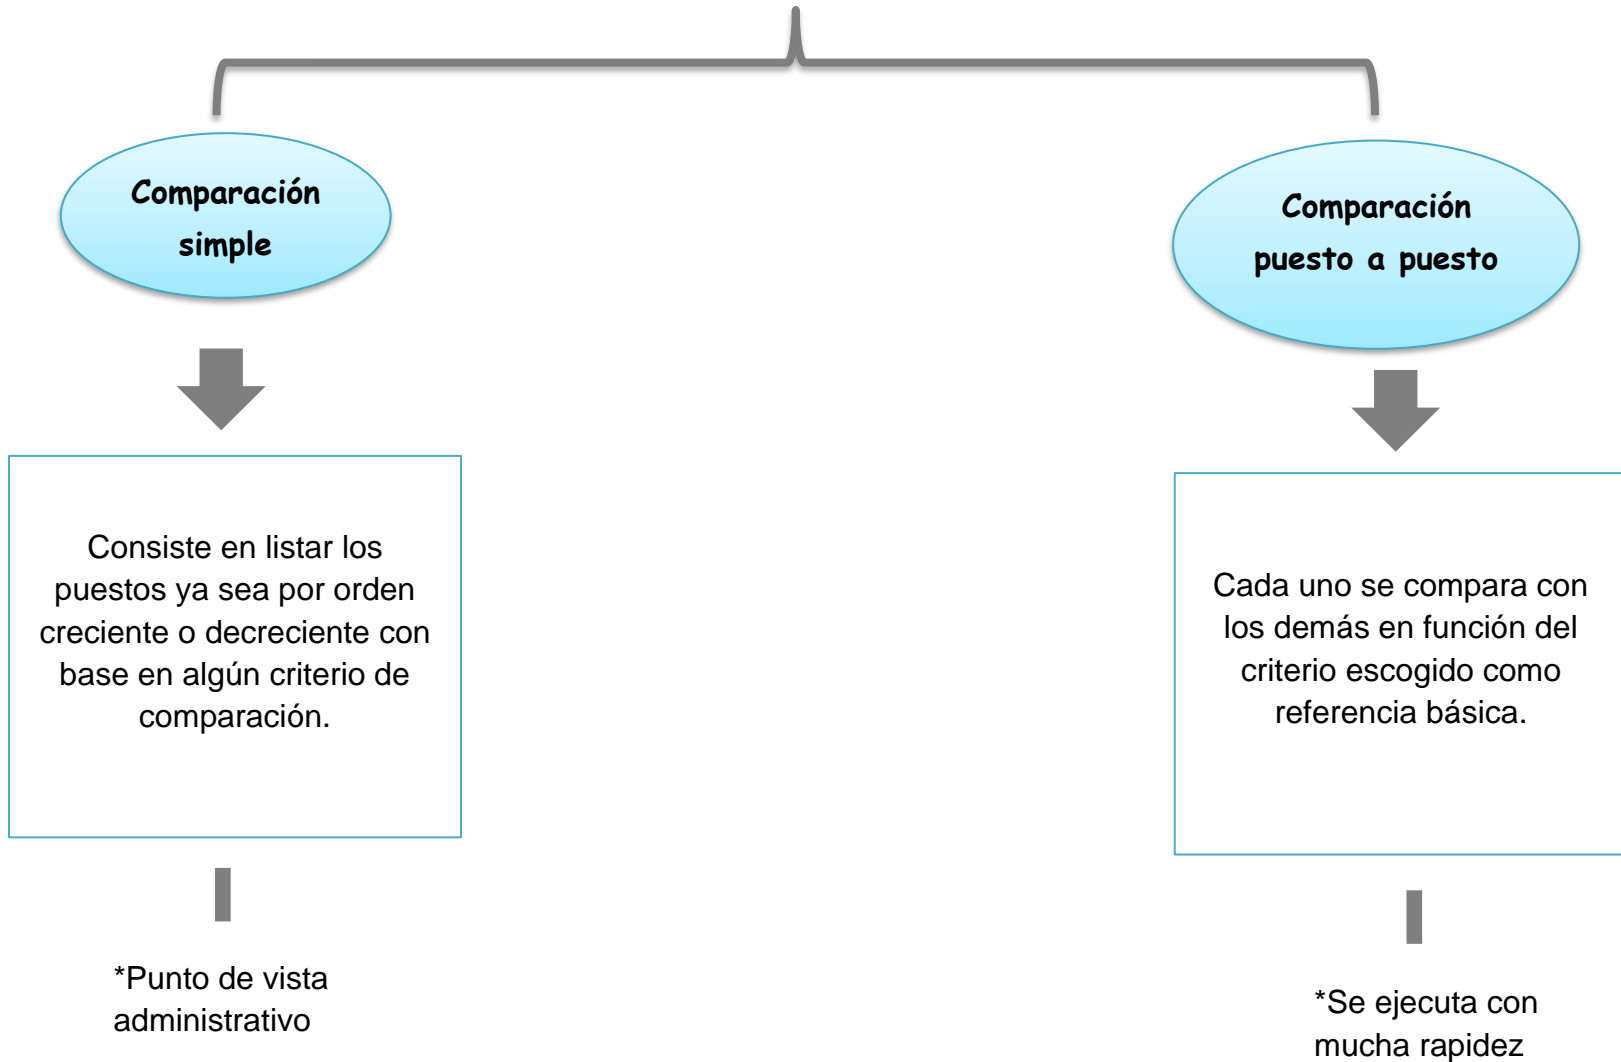 Comparación
simple
Consiste en listar los
puestos ya sea por orden
creciente o decreciente con
base en algún criterio de
comparación.
*Punto de vista
administrativo
Comparación
puesto a puesto
Cada uno se compara con
los demás en función del
criterio escogido como
referencia básica.
*Se ejecuta con
mucha rapidez